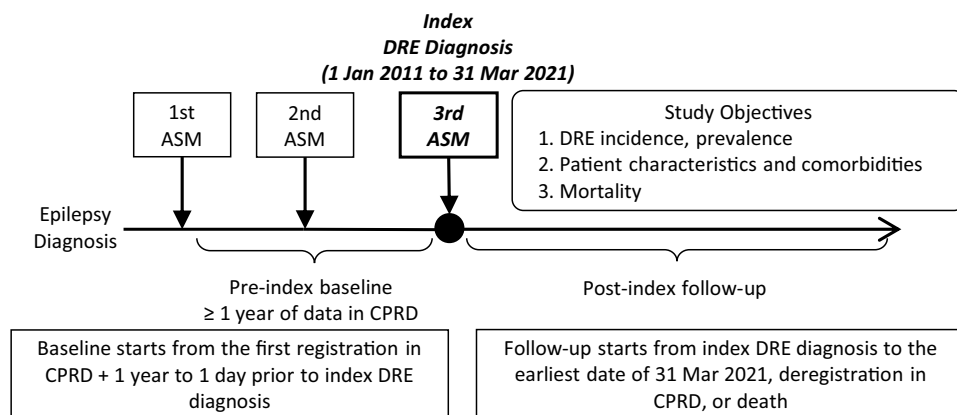 Index
DRE Diagnosis
(1 Jan 2011 to 31 Mar 2021)
1st
ASM
2nd
ASM
3rd
ASM
Study Objectives
1. DRE incidence, prevalence
2. Patient characteristics and comorbidities
3. Mortality
Epilepsy
Diagnosis
Pre-index baseline
≥ 1 year of data in CPRD
Post-index follow-up
Baseline starts from the first registration in
CPRD + 1 year to 1 day prior to index DRE
diagnosis
Follow-up starts from index DRE diagnosis to the
earliest date of 31 Mar 2021, deregistration in
CPRD, or death